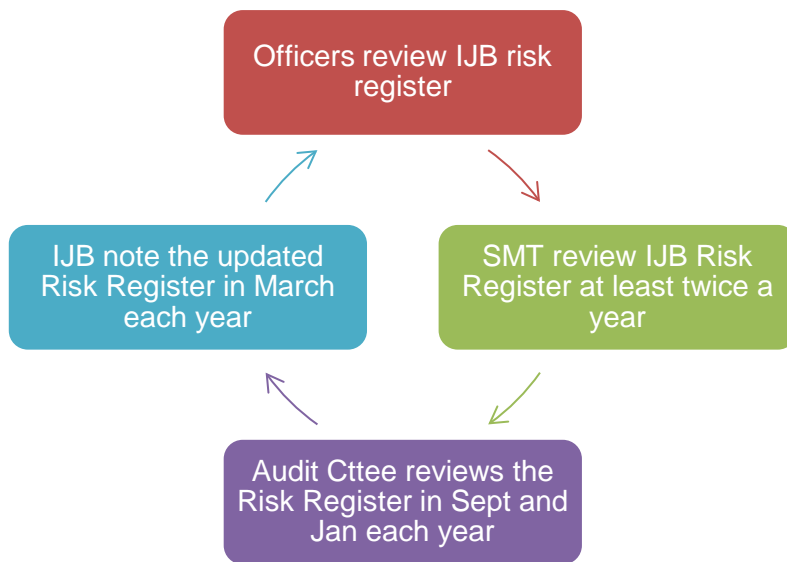 Officers review IJB risk
register
SMT review IJB Risk
Register at least twice a
year
Audit Cttee reviews the
Risk Register in Sept and
Jan each year
IJB note the updated
Risk Register in March
each year